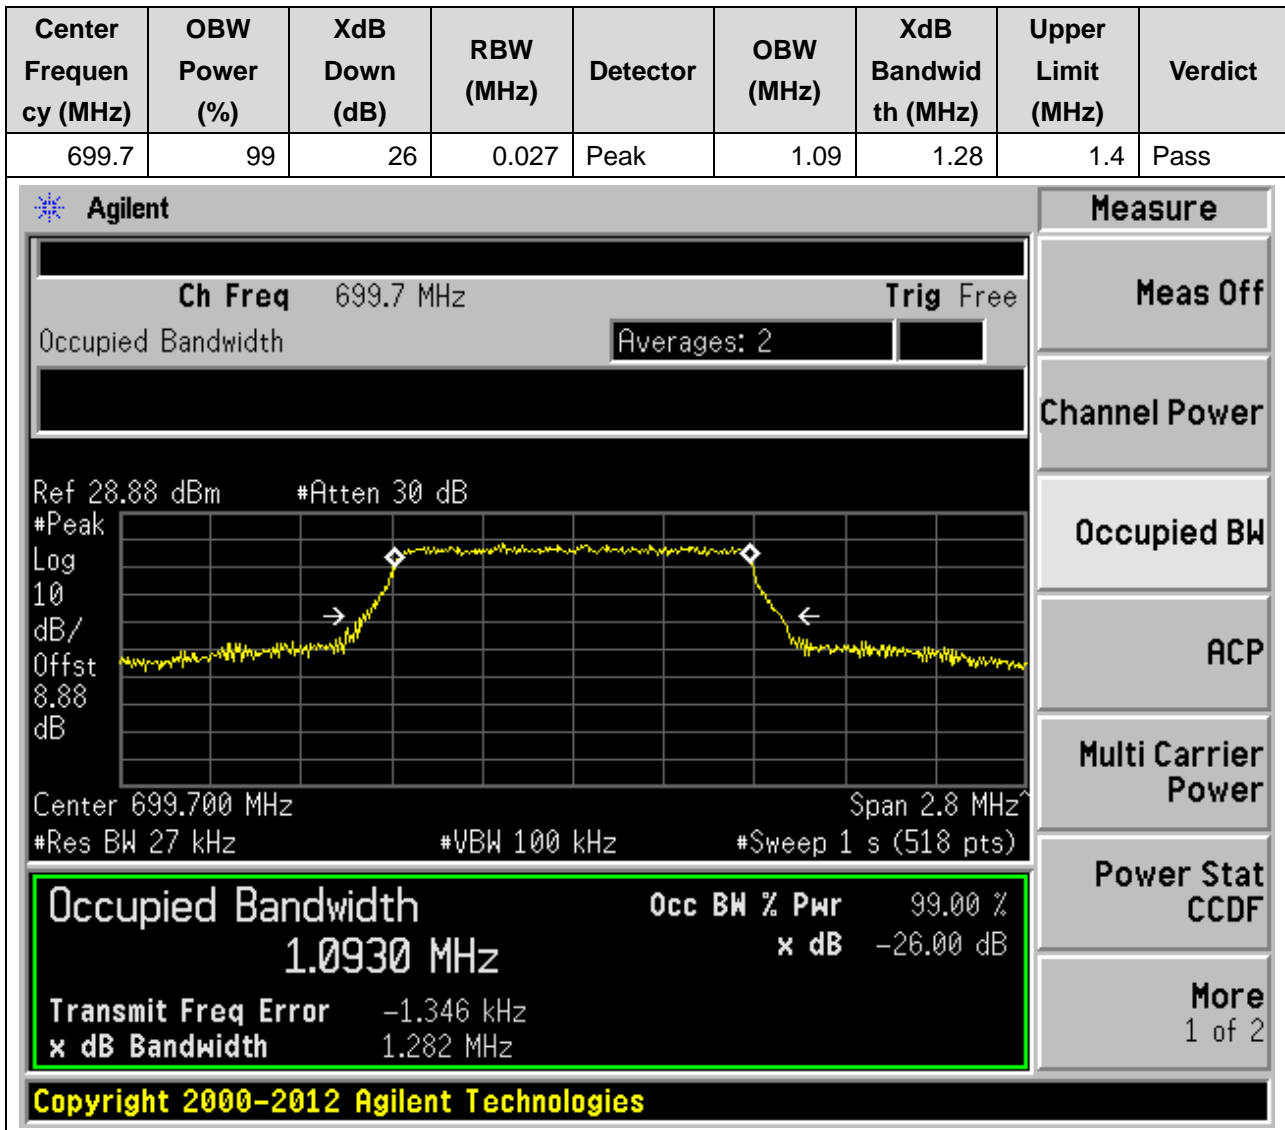 Center Frequen cy (MHz) OBW Power (%) XdB Down (dB) RBW (MHz) Detector OBW (MHz) XdB Bandwid th (MHz) Upper Limit (MHz) Verdict
699.7 99 26 0.027 Peak 1.09 1.28 1.4 Pass
Agilent
Measure
Ch Freq 699.7 MHz Trig Free
Meas Off
Occupied Bandwidth Averages: 2
Channel Power
Ref 28.88 dBm #Atten 30 dB
#Peak
Log
10
dB/
Offst
8.88
dB
Occupied BW
ACP
Multi Carrier
Power
Center 699.700 MHz Span 2.8 MHz^
#Res BW 27 kHz #VBW 100 kHz #Sweep 1 s (518 pts)
Power Stat
CCDF
Occupied Bandwidth Occ BW % Pwr 99.00 %
1.0930 MHz x dB -26.00 dB
Transmit Freq Error -1.346 kHz
x dB Bandwidth 1.282 MHz
More
1 of 2
Copyright 2000-2012 Agilent Technologies